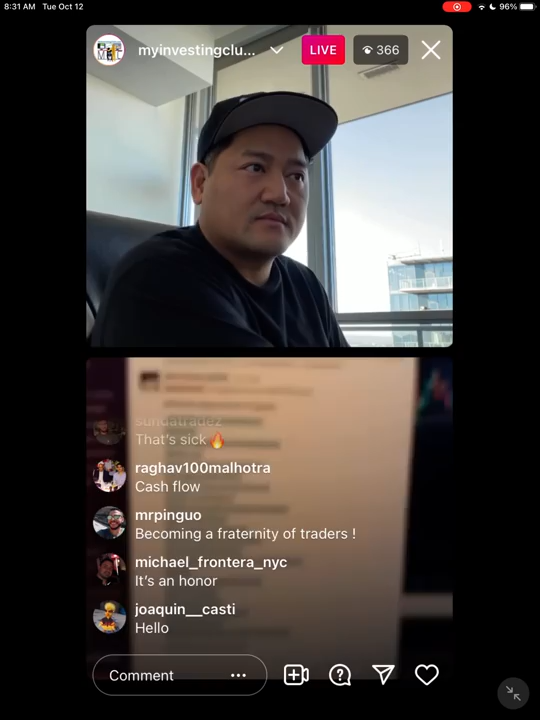 8:31 AM Tue Oct 12
96%
myinvestingclu...
LIVE
366
sundatradez
That's sick🔥
raghav100malhotra
Cash flow
mrpinguo
Becoming a fraternity of traders !
michael_frontera_nyc
It's an honor
joaquin__casti
Hello
Comment